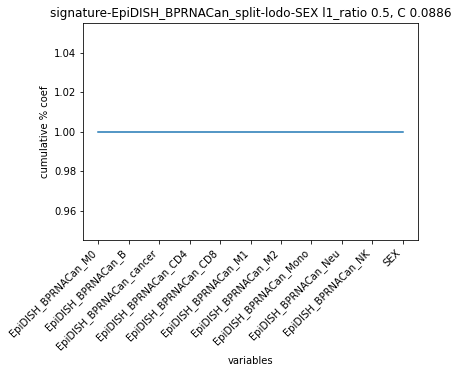 signature-EpiDISH_BPRNACan_split-lodo-SEX l1_ratio 0.5, C 0.0886
cumulative % coef
1.04
1.02
1.00
0.98
0.96
EpiDISH_BPRNACan_M0
EpiDISH_BPRNACan_B
EpiDISH_BPRNACan_cancer
EpiDISH_BPRNACan_CD4
EpiDISH_BPRNACan_CD8
EpiDISH_BPRNACan_M1
EpiDISH_BPRNACan_M2
EpiDISH_BPRNACan_Mono
EpiDISH_BPRNACan_Neu
EpiDISH_BPRNACan_NK
SEX
variables